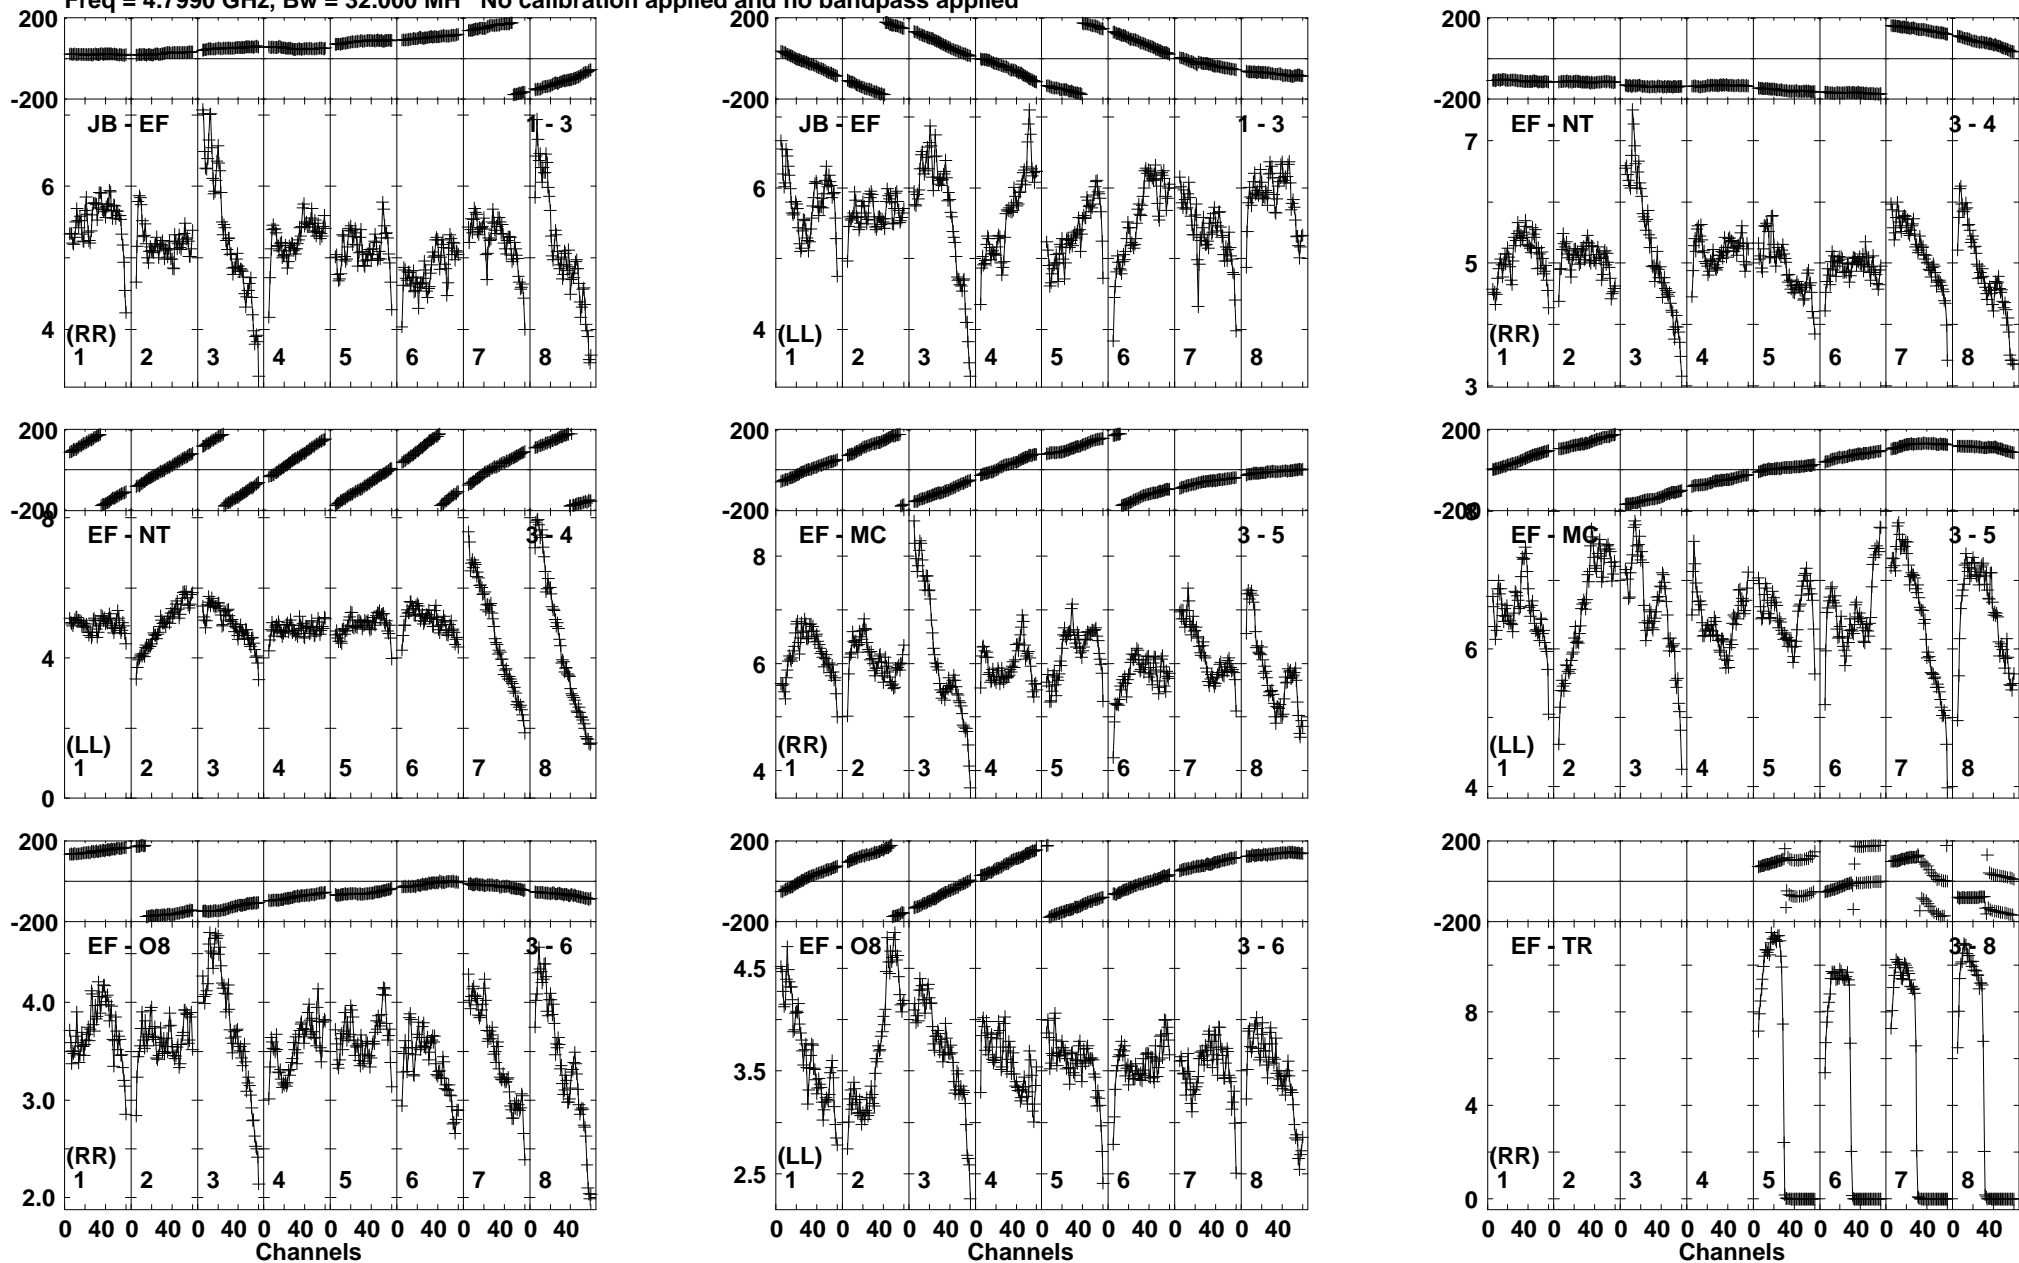 Freq = 4.7990 GHz, Bw = 32.000 MH No calibration applied and no bandpass applied
200
-200
JB - EF 1 - 3
6
4
(RR)
1 2 3 4 5 6 7 8
JB - EF 1 - 3
6
4
(LL)
1 2 3 4 5 6 7 8
200
-200
EF - NT 3 - 4
7
5
3
(RR)
1 2 3 4 5 6 7 8
200
-200
8
EF - NT 3 - 4
4
0
(LL)
1 2 3 4 5 6 7 8
EF - MC 3 - 5
8
6
4
(RR)
1 2 3 4 5 6 7 8
200
-200
8
EF - MC 3 - 5
6
4
(LL)
1 2 3 4 5 6 7 8
200
-200
EF - O8 3 - 6
4.0
3.0
2.0
(RR)
1 2 3 4 5 6 7 8
0 40 0 40 0 40 0 40 0 40 0 40 0 40 0 40
Channels
EF - O8 3 - 6
4.5
3.5
2.5
(LL)
1 2 3 4 5 6 7 8
0 40 0 40 0 40 0 40 0 40 0 40 0 40 0 40
200
-200
EF - TR 3 - 8
8
4
0
(RR)
1 2 3 4 5 6 7 8
0 40 0 40 0 40 0 40 0 40 0 40 0 40 0 40
Channels